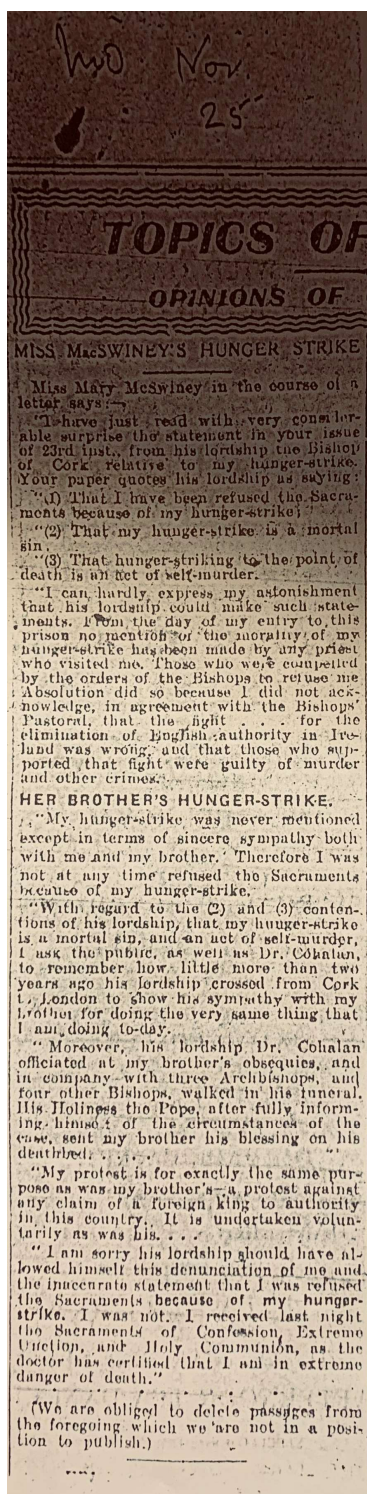 Nov.
25
TOPICS OF
OPINIONS OF
MISS MacSWINEY'S HUNGER STRIKE
Miss Mary McSwiney in the course of a
letter says:—
"I have just read with very consider-
able surprise the statement in your issue
of 23rd inst., from his lordship the Bishop
of Cork relative to my hunger-strike.
Your paper quotes his lordship as saying:
"(1) That I have been refused the Sacra-
ments because of my hunger-strike;
"(2) That my hunger-strike is a mortal
sin.
"(3) That hunger-striking to the point of
death is an act of self-murder.
"I can hardly express my astonishment
that his lordship could make such state-
ments. From the day of my entry to this
prison no mention of the morality of my
hunger-strike has been made by any priest
who visited me. Those who were compelled
by the orders of the Bishops to refuse me
Absolution did so because I did not ack-
nowledge, in agreement with the Bishops'
Pastoral, that the fight . . . for the
elimination of English authority in Ire-
land was wrong, and that those who sup-
ported that fight were guilty of murder
and other crimes.
HER BROTHER'S HUNGER-STRIKE.
"My hunger-strike was never mentioned
except in terms of sincere sympathy both
with me and my brother. Therefore I was
not at any time refused the Sacraments
because of my hunger-strike.
"With regard to the (2) and (3) conten-
tions of his lordship, that my hunger-strike
is a mortal sin, and an act of self-murder,
I ask the public, as well as Dr. Cohalan,
to remember how little more than two
years ago his lordship crossed from Cork
to London to show his sympathy with my
brother for doing the very same thing that
I am doing to-day.
"Moreover, his lordship Dr. Cohalan
officiated at my brother's obsequies, and
in company with three Archbishops, and
four other Bishops, walked in his funeral.
His Holiness the Pope, after fully inform-
ing himself of the circumstances of the
case, sent my brother his blessing on his
deathbed. . . . . .
"My protest is for exactly the same pur-
pose as was my brother's—a protest against
any claim of a foreign king to authority
in this country. It is undertaken volun-
tarily as was his. . . .
"I am sorry his lordship should have al-
lowed himself this denunciation of me and
the inaccurate statement that I was refused
the Sacraments because of my hunger-
strike. I was not. I received last night
the Sacraments of Confession, Extreme
Unction, and Holy Communion, as the
doctor has certified that I am in extreme
danger of death."
(We are obliged to delete passages from
the foregoing which we are not in a posi-
tion to publish.)